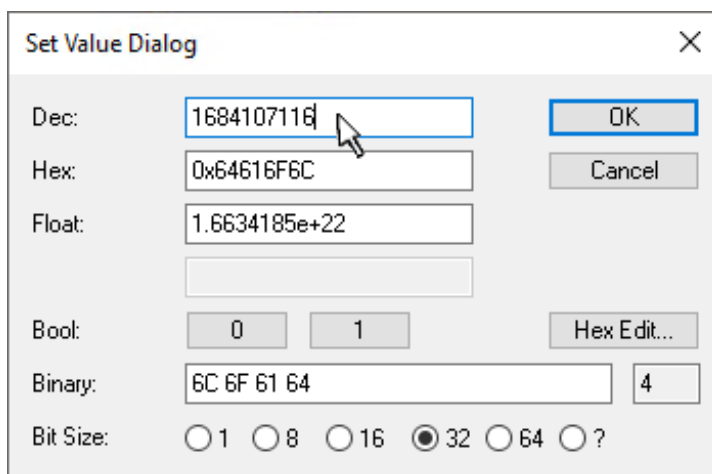 Set Value Dialog
Dec: 1684107116 OK
Hex: 0x64616F6C Cancel
Float: 1.6634185e+22
Bool: 0 1 Hex Edit...
Binary: 6C 6F 61 64 4
Bit Size: 1 8 16 32 64 ?